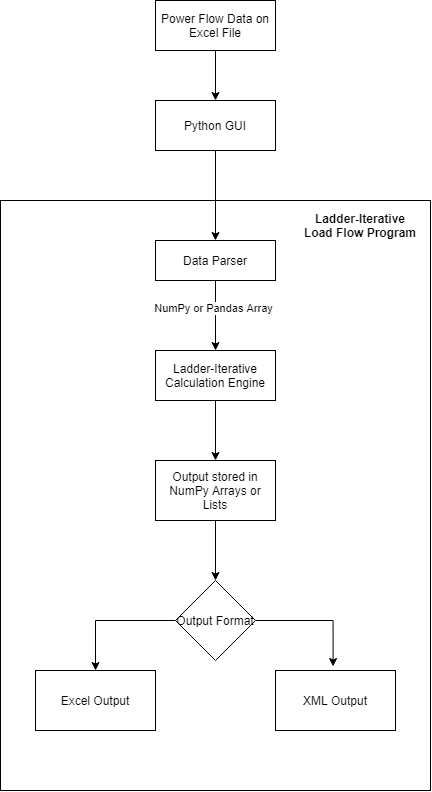 Power Flow Data on
Excel File
Python GUI
Ladder-Iterative
Load Flow Program
Data Parser
NumPy or Pandas Array
Ladder-Iterative
Calculation Engine
Output stored in
NumPy Arrays or
Lists
Output Format
Excel Output
XML Output